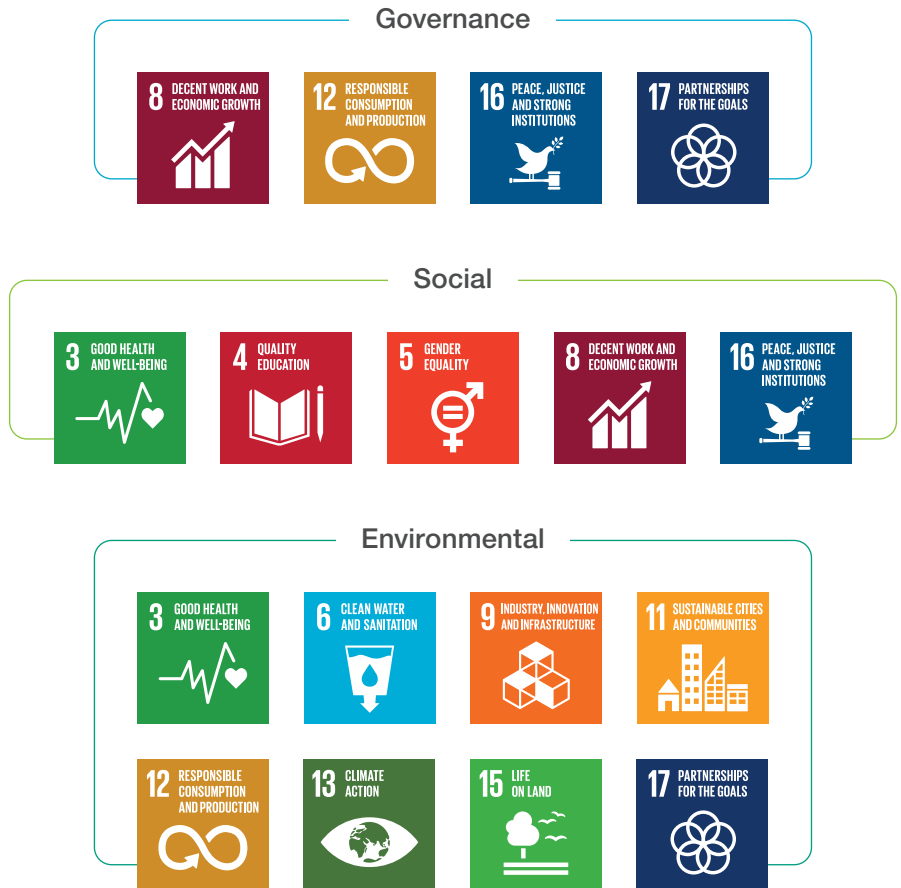 Governance
8 DECENT WORK AND
ECONOMIC GROWTH
12 RESPONSIBLE
CONSUMPTION
AND PRODUCTION
16 PEACE, JUSTICE
AND STRONG
INSTITUTIONS
17 PARTNERSHIPS
FOR THE GOALS
Social
3 GOOD HEALTH
AND WELL-BEING
4 QUALITY
EDUCATION
5 GENDER
EQUALITY
8 DECENT WORK AND
ECONOMIC GROWTH
16 PEACE, JUSTICE
AND STRONG
INSTITUTIONS
Environmental
3 GOOD HEALTH
AND WELL-BEING
6 CLEAN WATER
AND SANITATION
9 INDUSTRY, INNOVATION
AND INFRASTRUCTURE
11 SUSTAINABLE CITIES
AND COMMUNITIES
12 RESPONSIBLE
CONSUMPTION
AND PRODUCTION
13 CLIMATE
ACTION
15 LIFE
ON LAND
17 PARTNERSHIPS
FOR THE GOALS